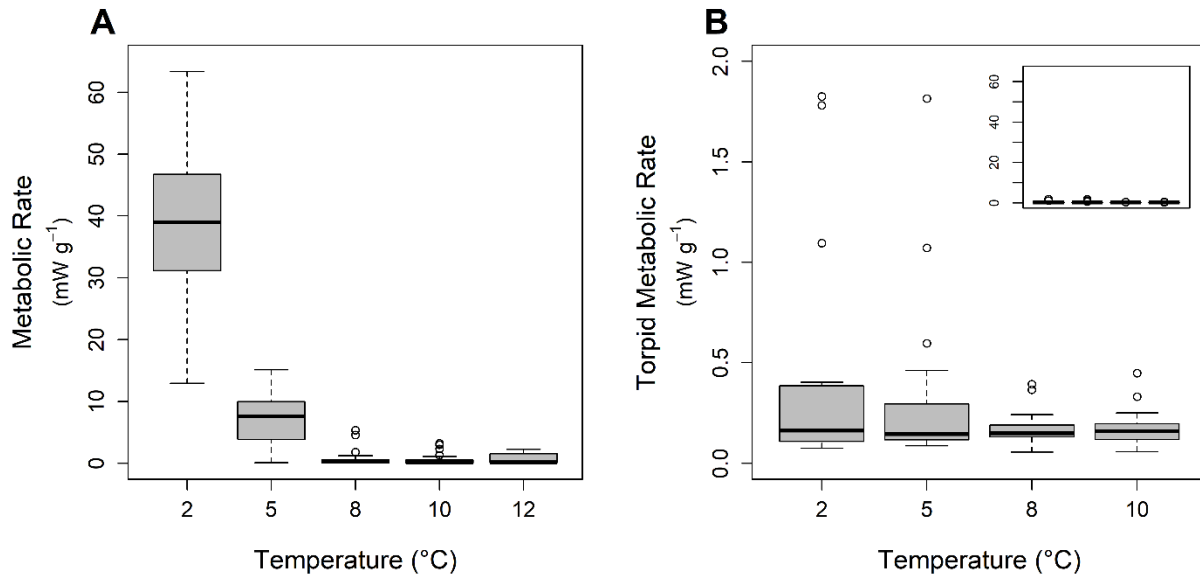 A
Metabolic Rate
(mW g⁻¹)
60
50
40
30
20
10
0
2 5 8 10 12
Temperature (°C)
B
Torpid Metabolic Rate
(mW g⁻¹)
2.0
1.5
1.0
0.5
0.0
60
40
20
0
2 5 8 10
Temperature (°C)